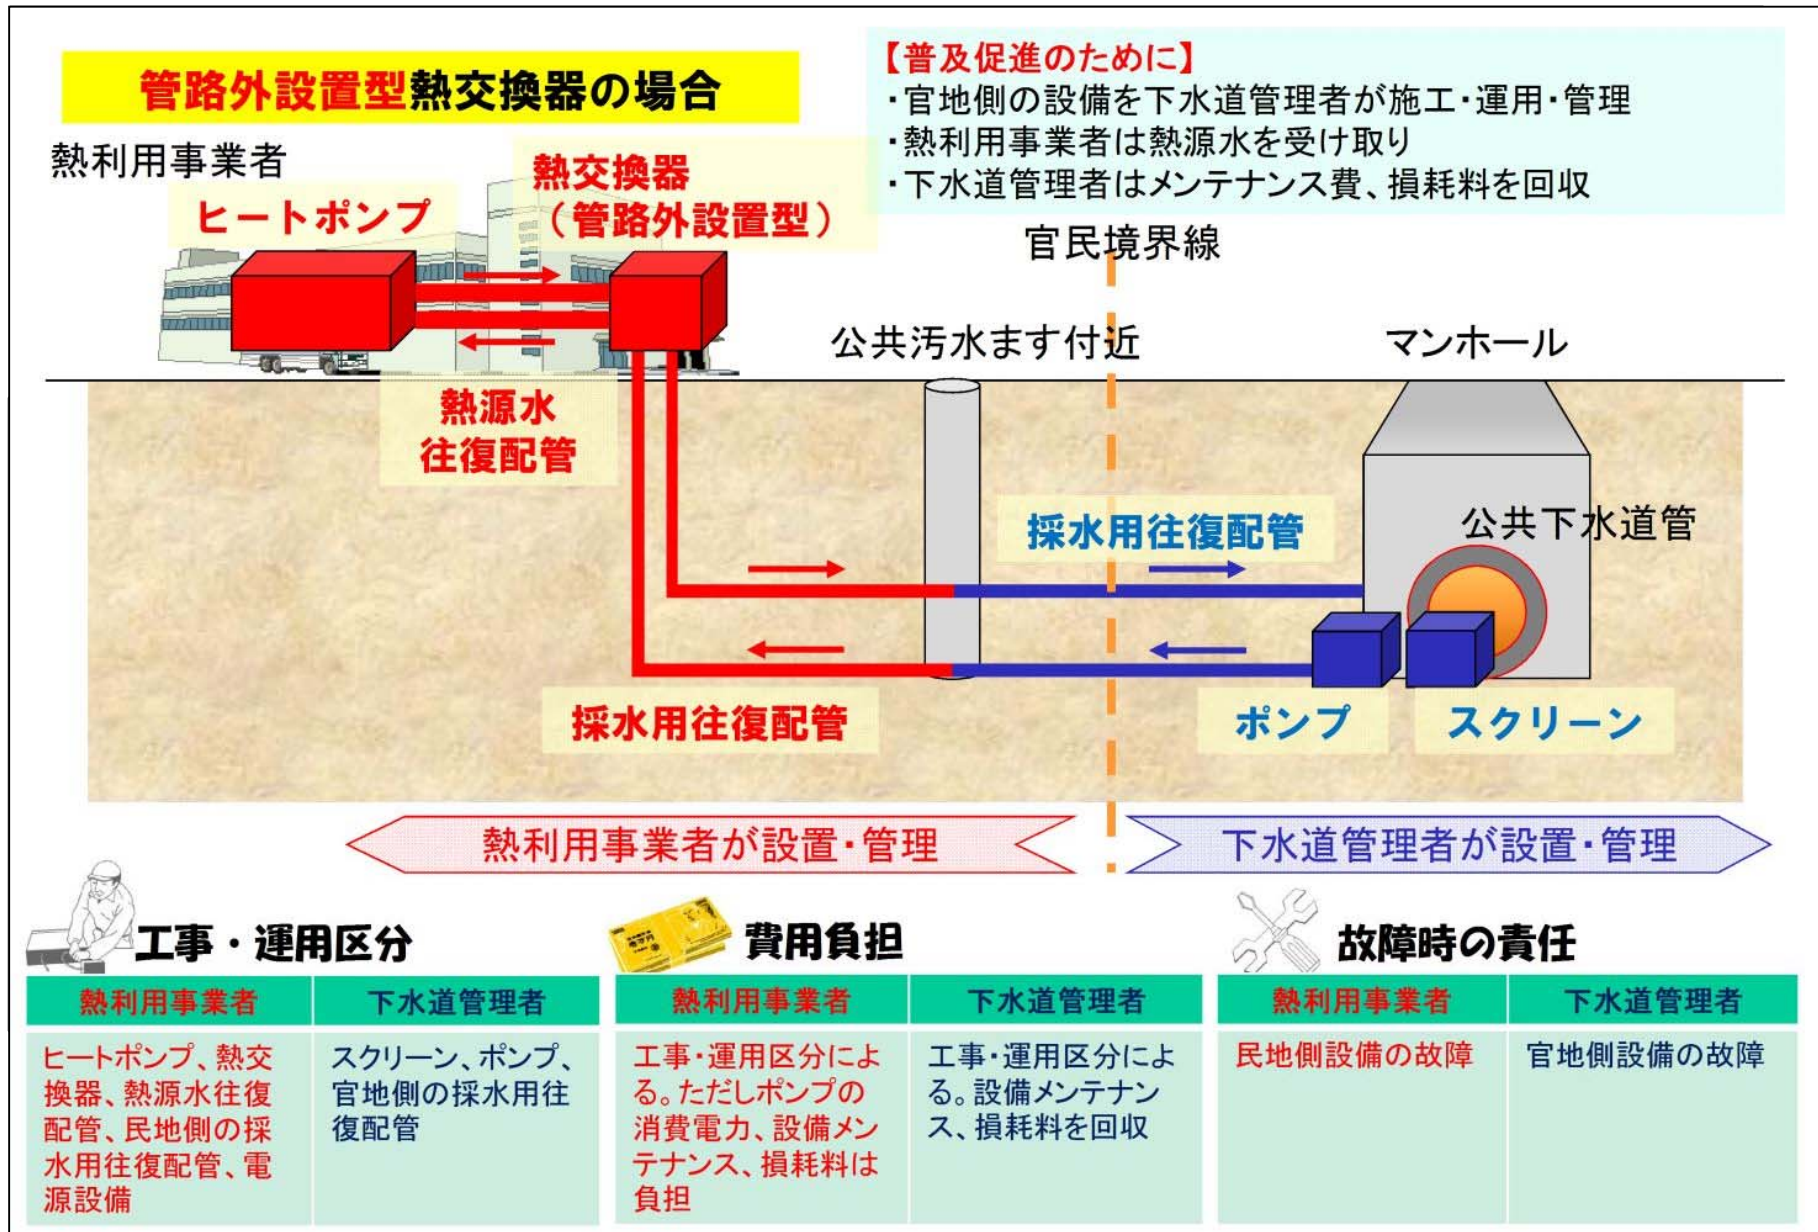 管路外設置型熱交換器の場合
【普及促進のために】
・官地側の設備を下水道管理者が施工・運用・管理
・熱利用事業者は熱源水を受け取り
・下水道管理者はメンテナンス費、損耗料を回収
熱利用事業者
ヒートポンプ
熱交換器
（管路外設置型）
官民境界線
公共汚水ます付近
マンホール
熱源水
往復配管
採水用往復配管
公共下水道管
採水用往復配管
ポンプ
スクリーン
熱利用事業者が設置・管理
下水道管理者が設置・管理
工事・運用区分
熱利用事業者
下水道管理者
ヒートポンプ、熱交
換器、熱源水往復
配管、民地側の採
水用往復配管、電
源設備
スクリーン、ポンプ、
官地側の採水用往
復配管
費用負担
熱利用事業者
下水道管理者
工事・運用区分によ
る。ただしポンプの
消費電力、設備メン
テナンス、損耗料は
負担
工事・運用区分によ
る。設備メンテナン
ス、損耗料を回収
故障時の責任
熱利用事業者
下水道管理者
民地側設備の故障
官地側設備の故障